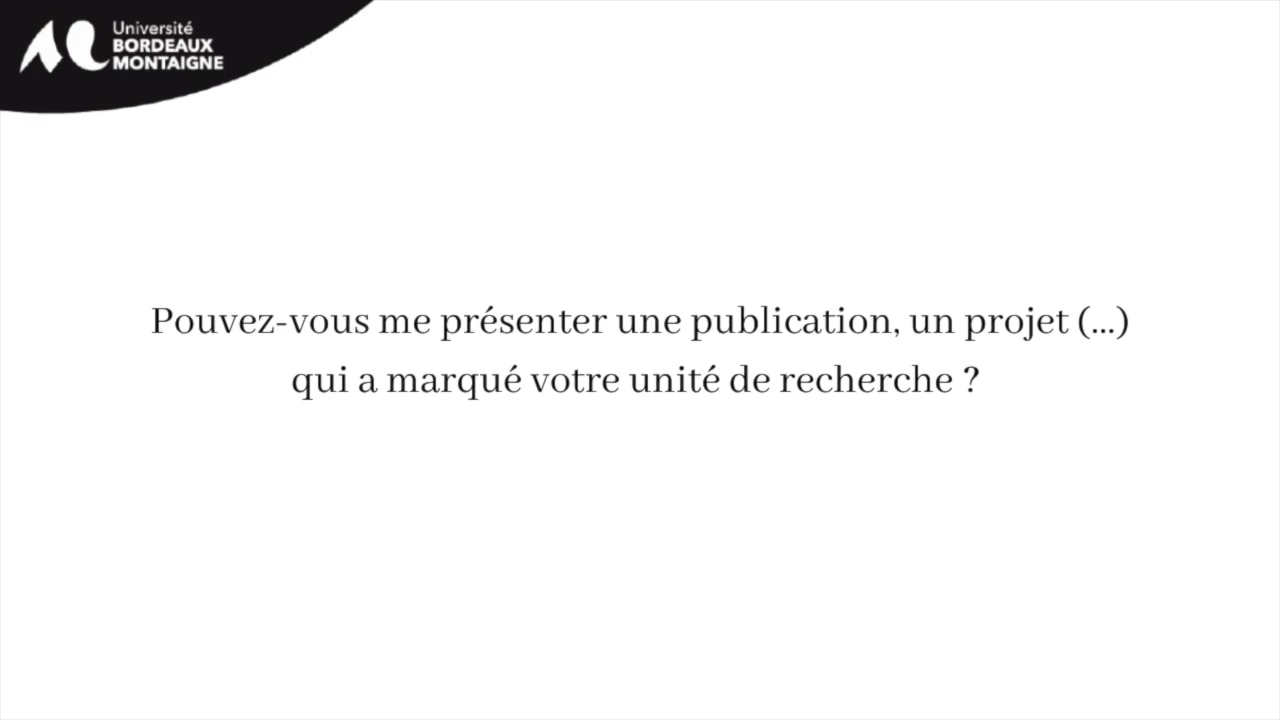 Université
BORDEAUX
MONTAIGNE
Pouvez-vous me présenter une publication, un projet (...)
qui a marqué votre unité de recherche ?